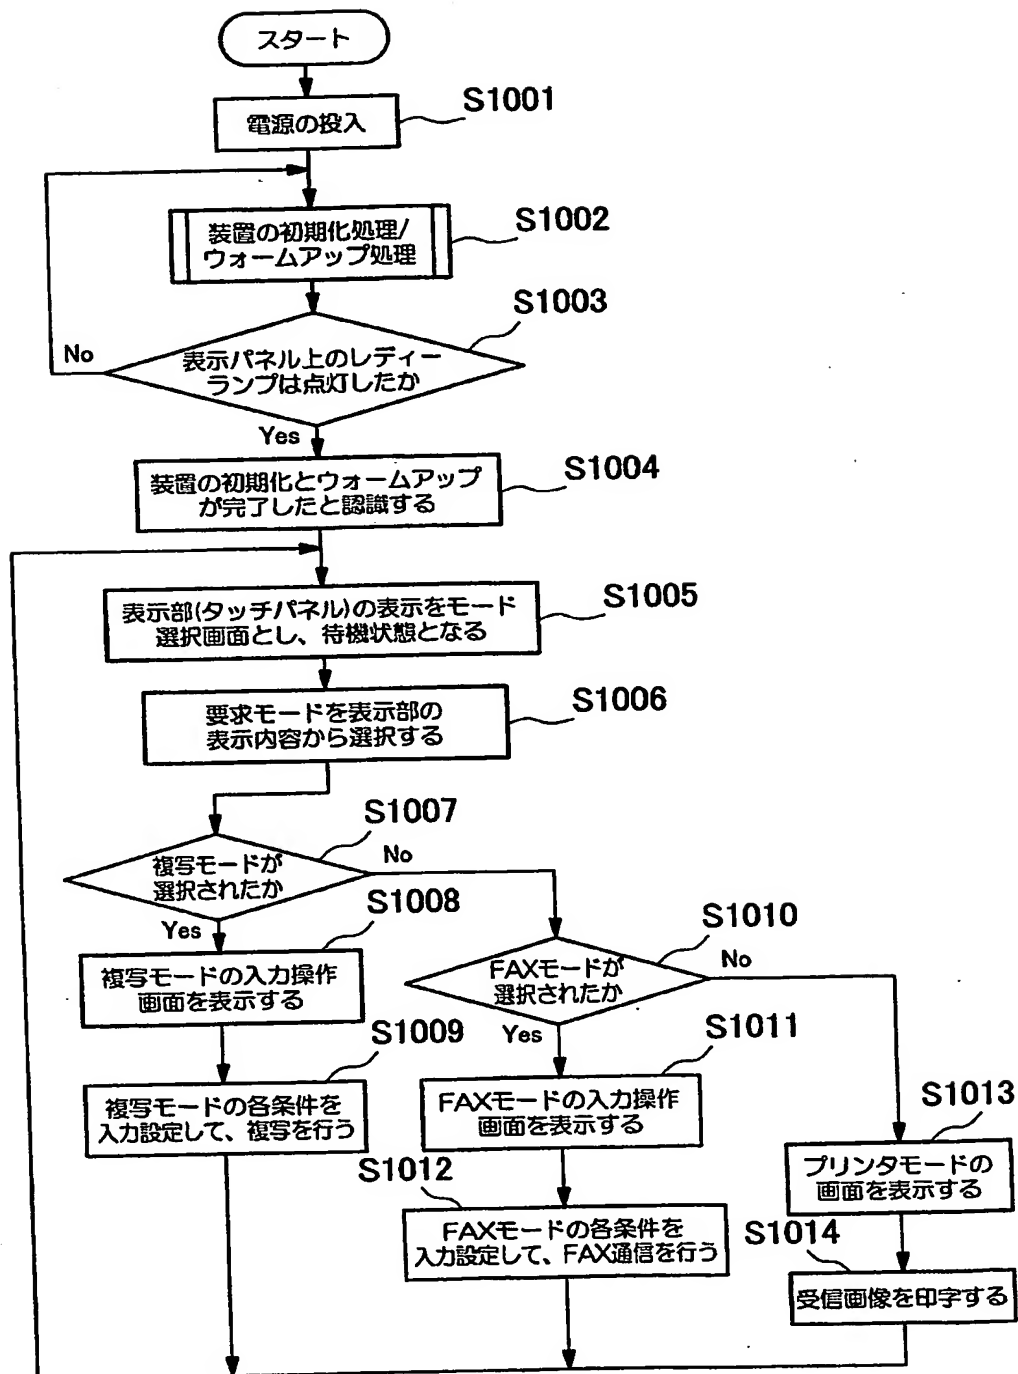 スタート
S1001
電源の投入
S1002
装置の初期化処理/
ウォームアップ処理
S1003
No
表示パネル上のレディー
ランプは点灯したか
Yes
S1004
装置の初期化とウォームアップ
が完了したと認識する
S1005
表示部(タッチパネル)の表示をモード
選択画面とし、待機状態となる
S1006
要求モードを表示部の
表示内容から選択する
S1007
No
複写モードが
選択されたか
Yes
S1008
複写モードの入力操作
画面を表示する
S1009
複写モードの各条件を
入力設定して、複写を行う
S1010
No
FAXモードが
選択されたか
Yes
S1011
FAXモードの入力操作
画面を表示する
S1012
FAXモードの各条件を
入力設定して、FAX通信を行う
S1013
プリンタモードの
画面を表示する
S1014
受信画像を印字する